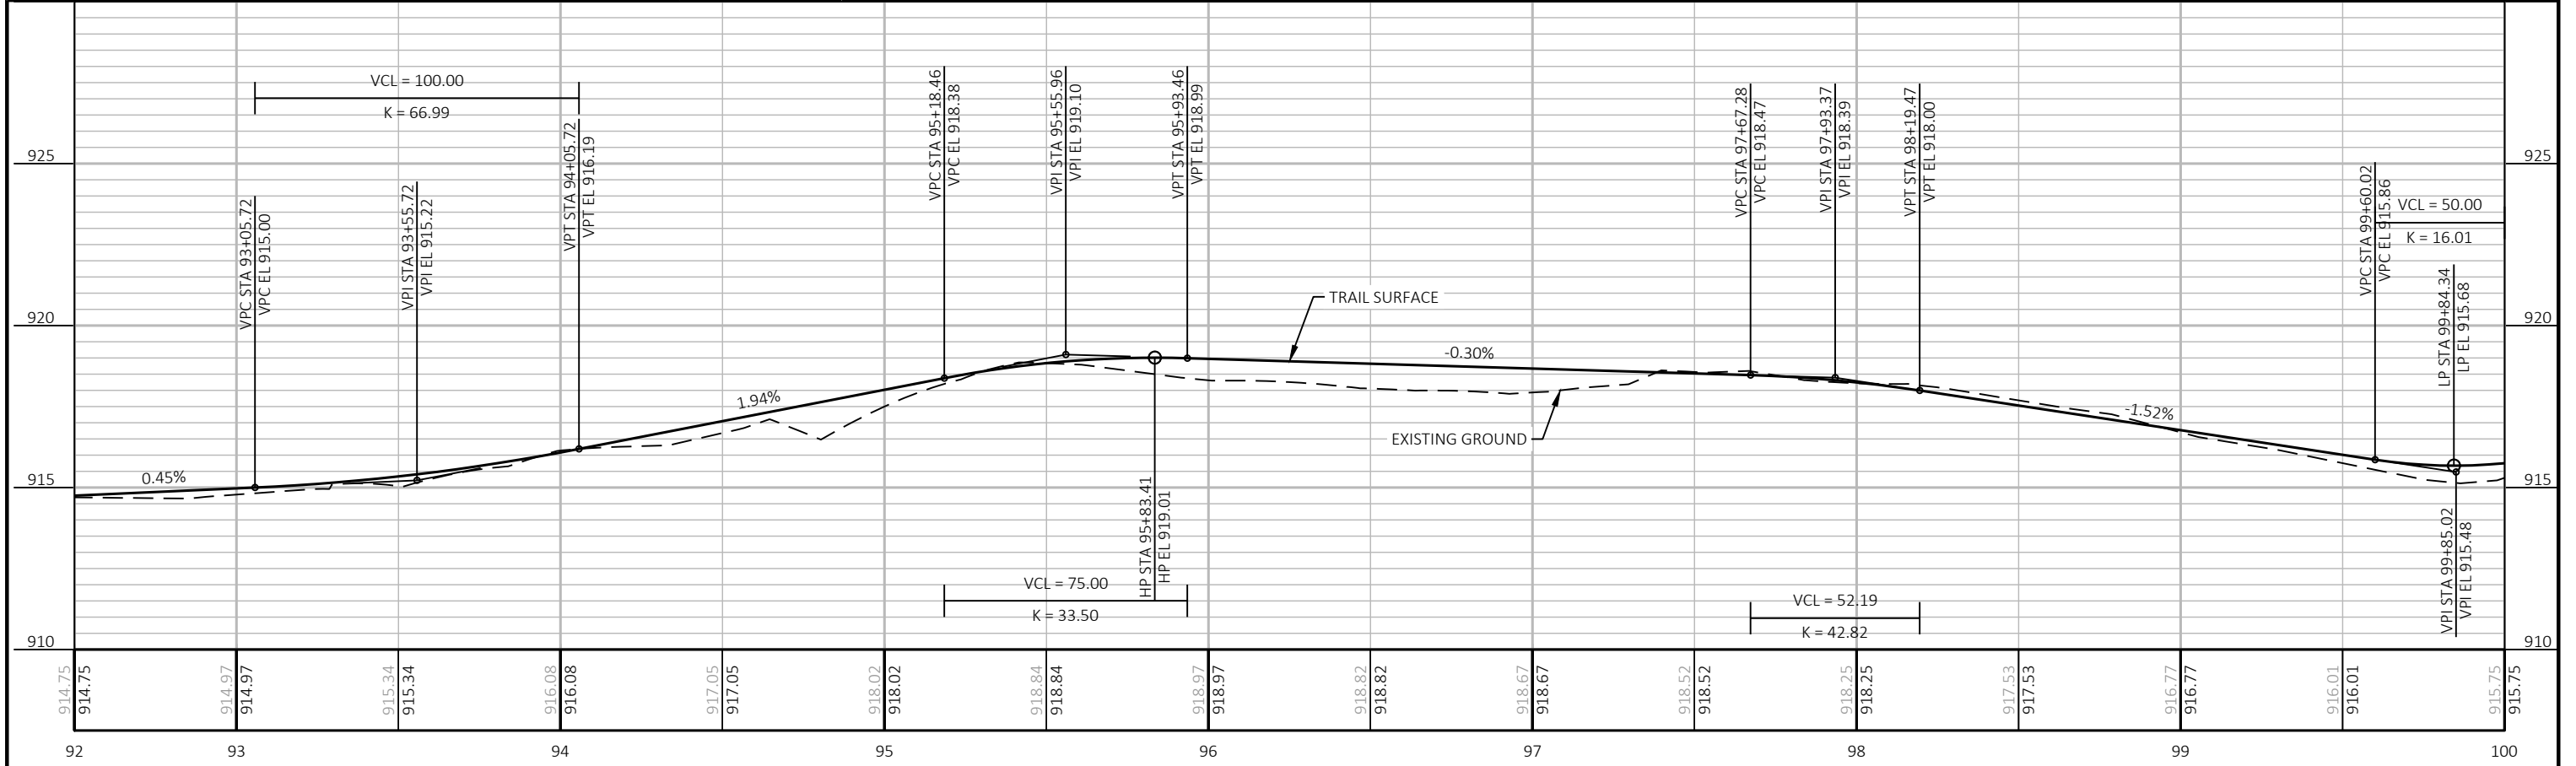 VCL = 100.00
K = 66.99
VPC STA 93+05.72
VPC EL 915.00
VPI STA 93+55.72
VPI EL 915.22
VPT STA 94+05.72
VPT EL 916.19
VPC STA 95+18.46
VPC EL 918.38
VPI STA 95+55.96
VPI EL 919.10
VPT STA 95+93.46
VPT EL 918.99
VPC STA 97+67.28
VPC EL 918.47
VPI STA 97+93.37
VPI EL 918.39
VPT STA 98+19.47
VPT EL 918.00
VPC STA 99+60.02
VPC EL 915.86
VCL = 50.00
K = 16.01
LP STA 99+84.34
LP EL 915.68
VPI STA 99+85.02
VPI EL 915.48
925
925
920
920
915
915
910
910
TRAIL SURFACE
EXISTING GROUND
0.45%
1.94%
-0.30%
-1.52%
HP STA 95+83.41
HP EL 919.01
VCL = 75.00
K = 33.50
VCL = 52.19
K = 42.82
914.75
914.75
914.97
914.97
915.34
915.34
916.08
916.08
917.05
917.05
918.02
918.02
918.84
918.84
918.97
918.97
918.82
918.82
918.67
918.67
918.52
918.52
918.25
918.25
917.53
917.53
916.77
916.77
916.01
916.01
915.75
915.75
92
93
94
95
96
97
98
99
100